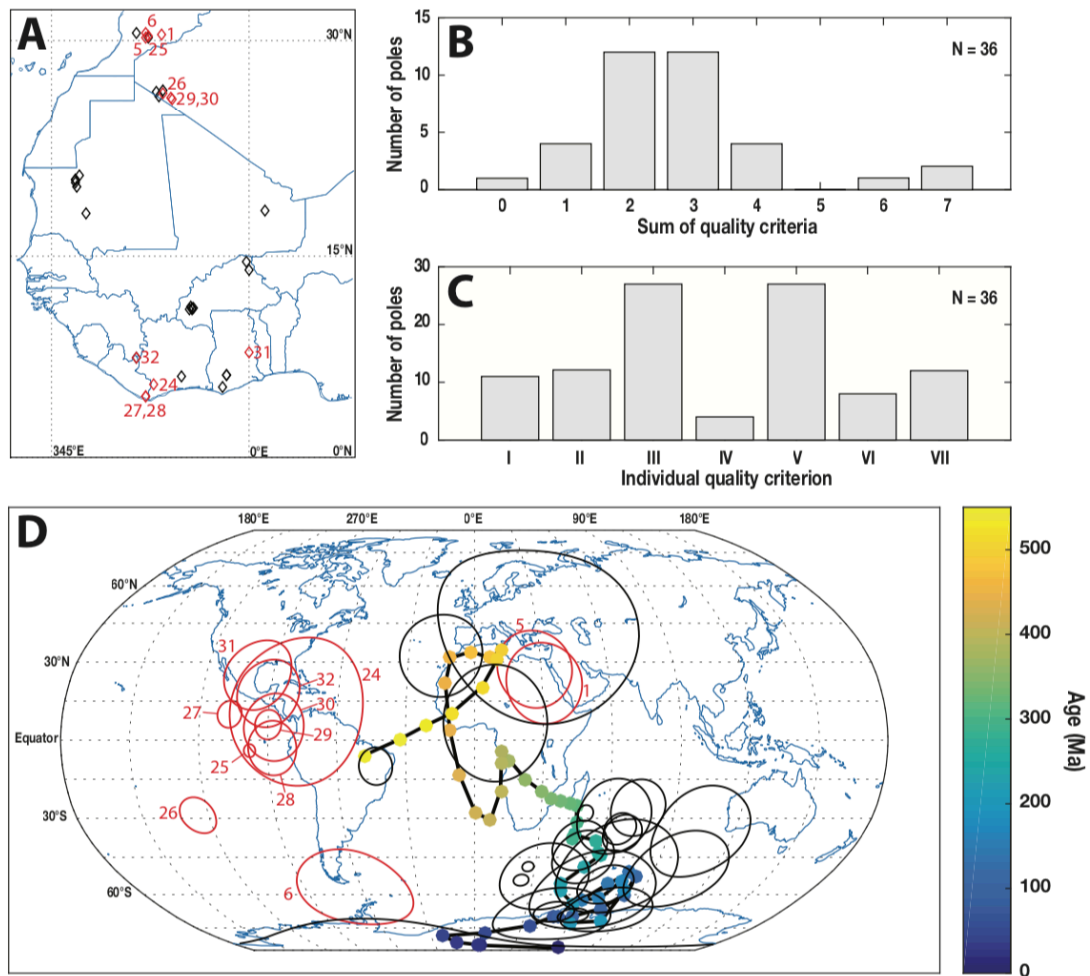 A
6
1
5
25
30°N
26
29,30
15°N
32
31
24
27,28
345°E
0°E
0°N
B
15
10
5
0
Number of poles
N = 36
0 1 2 3 4 5 6 7
Sum of quality criteria
C
30
20
10
0
Number of poles
N = 36
I II III IV V VI VII
Individual quality criterion
D
180°E 270°E 0°E 90°E 180°E
60°N
30°N
Equator
30°S
60°S
31
5
24
32
1
30
27
29
25
28
26
6
500
400
300
200
100
0
Age (Ma)